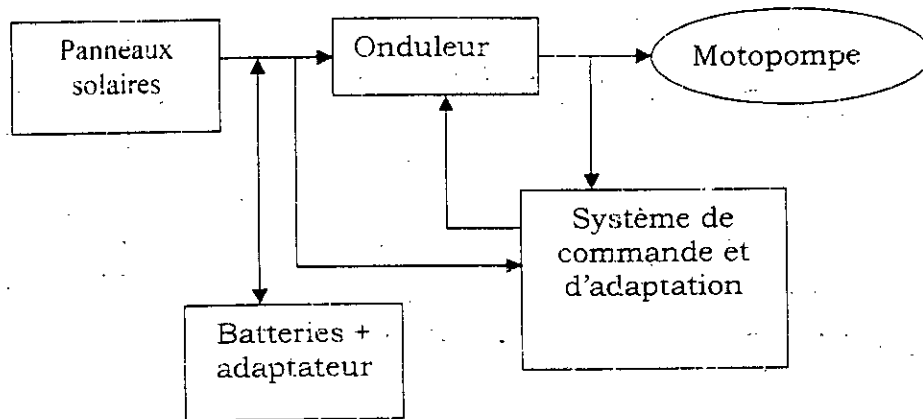 Panneaux
solaires
Onduleur
Motopompe
Système de
commande et
d'adaptation
Batteries +
adaptateur